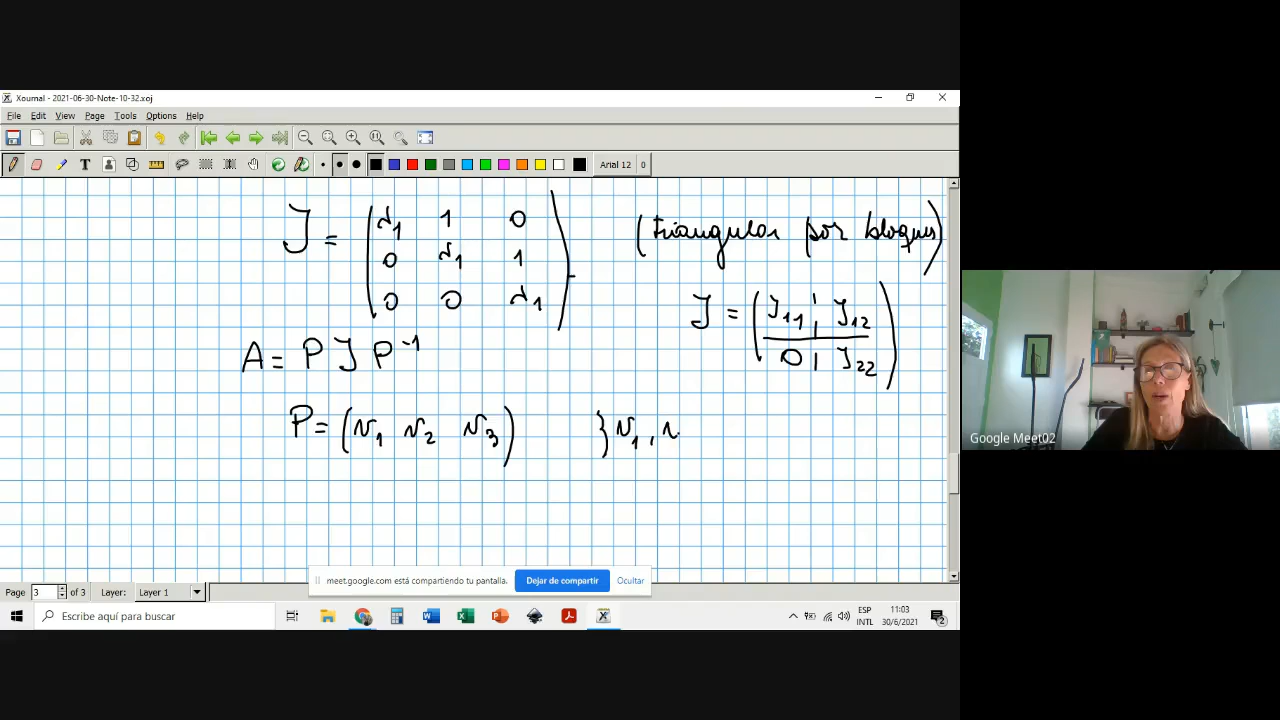 Xournal - 2021-06-30-Note-10-32.xoj
File Edit View Page Tools Options Help
Arial 12 0
J = ( λ₁ 1 0
0 λ₁ 1
0 0 λ₁ )
(triangular por bloques)
J = ( J₁₁ J₁₂
0 J₂₂ )
A = P J P⁻¹
P = ( v₁ v₂ v₃ ) { v₁, v
Google Meet02
meet.google.com está compartiendo tu pantalla. Dejar de compartir Ocultar
Page 3 of 3 Layer: Layer 1
Escribe aquí para buscar
ESP
INTL
11:03
30/6/2021
2